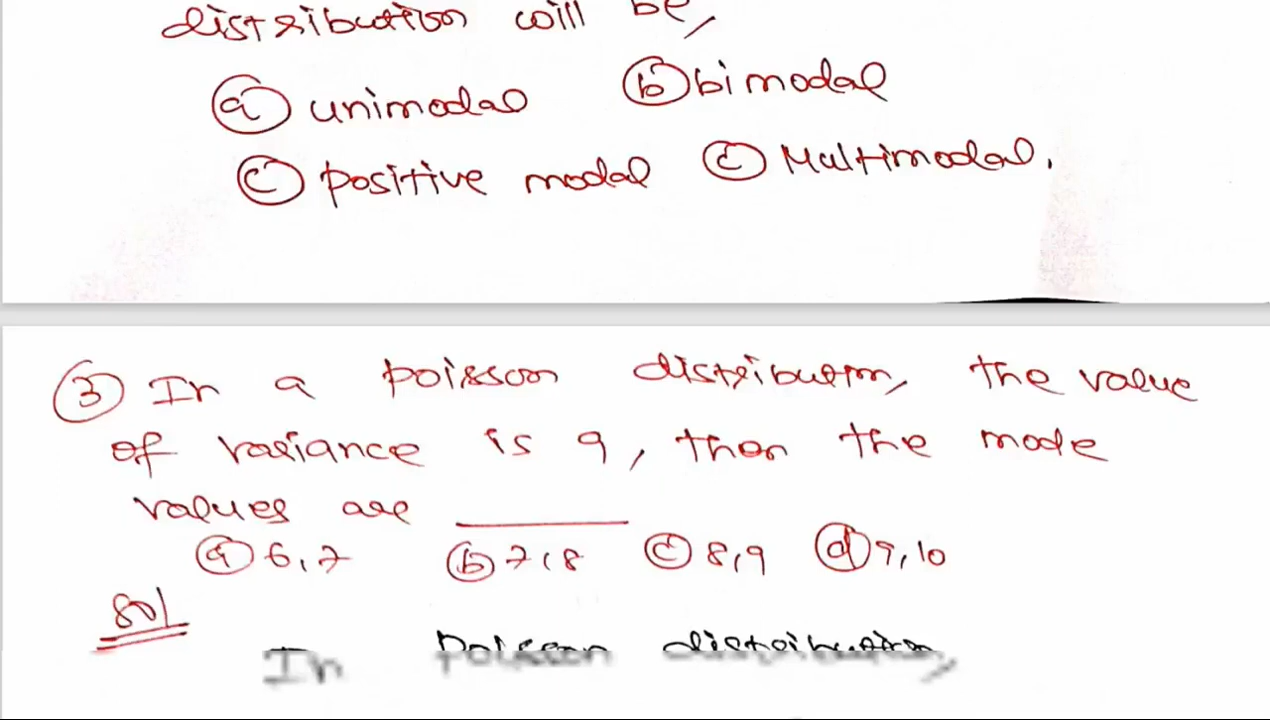 distribution will be,
ⓐ unimodal ⓑ bimodal
ⓒ positive modal ⓒ Multimodal.
③ In a poisson distribution, the value
of variance is 9, then the mode
values are ______
ⓐ 6,7 ⓑ 7,8 ⓒ 8,9 ⓓ 9,10
Sol
In Poisson distribution,